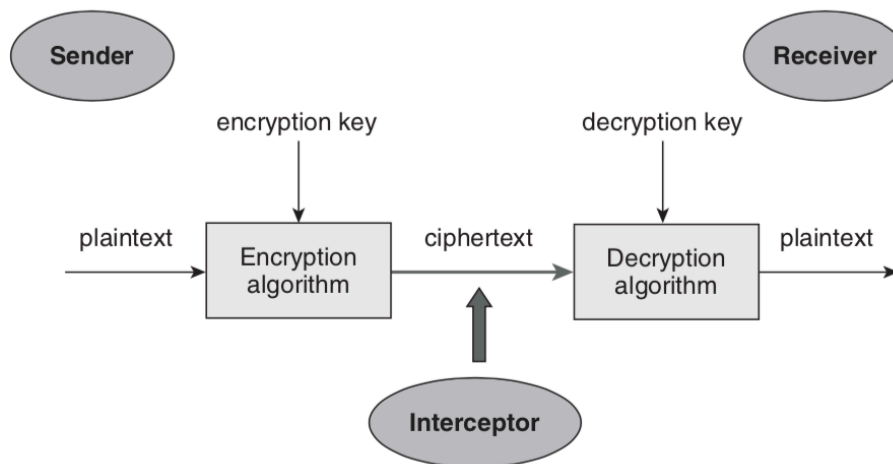 Sender
Receiver
encryption key
decryption key
plaintext
Encryption
algorithm
ciphertext
Decryption
algorithm
plaintext
Interceptor